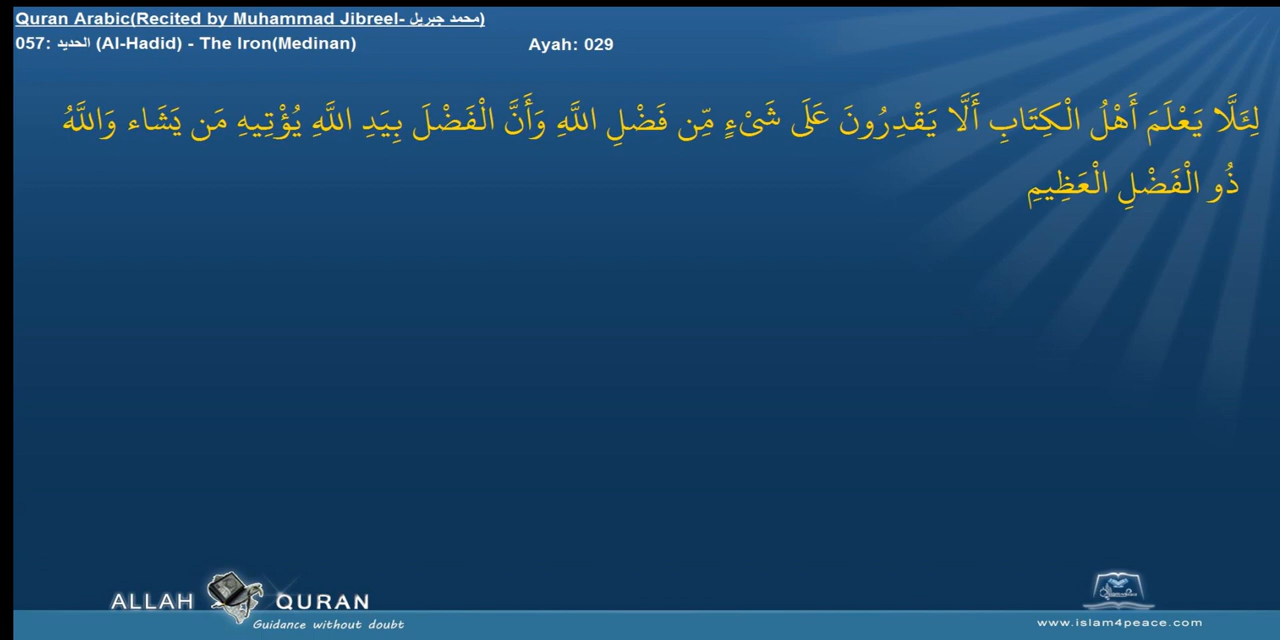 Quran Arabic(Recited by Muhammad Jibreel- محمد جبريل)
057: الحديد (Al-Hadid) - The Iron(Medinan) Ayah: 029
لِئَلَّا يَعْلَمَ أَهْلُ الْكِتَابِ أَلَّا يَقْدِرُونَ عَلَى شَيْءٍ مِّن فَضْلِ اللَّهِ وَأَنَّ الْفَضْلَ بِيَدِ اللَّهِ يُؤْتِيهِ مَن يَشَاء وَاللَّهُ
ذُو الْفَضْلِ الْعَظِيمِ
ALLAH QURAN
Guidance without doubt
www.islam4peace.com